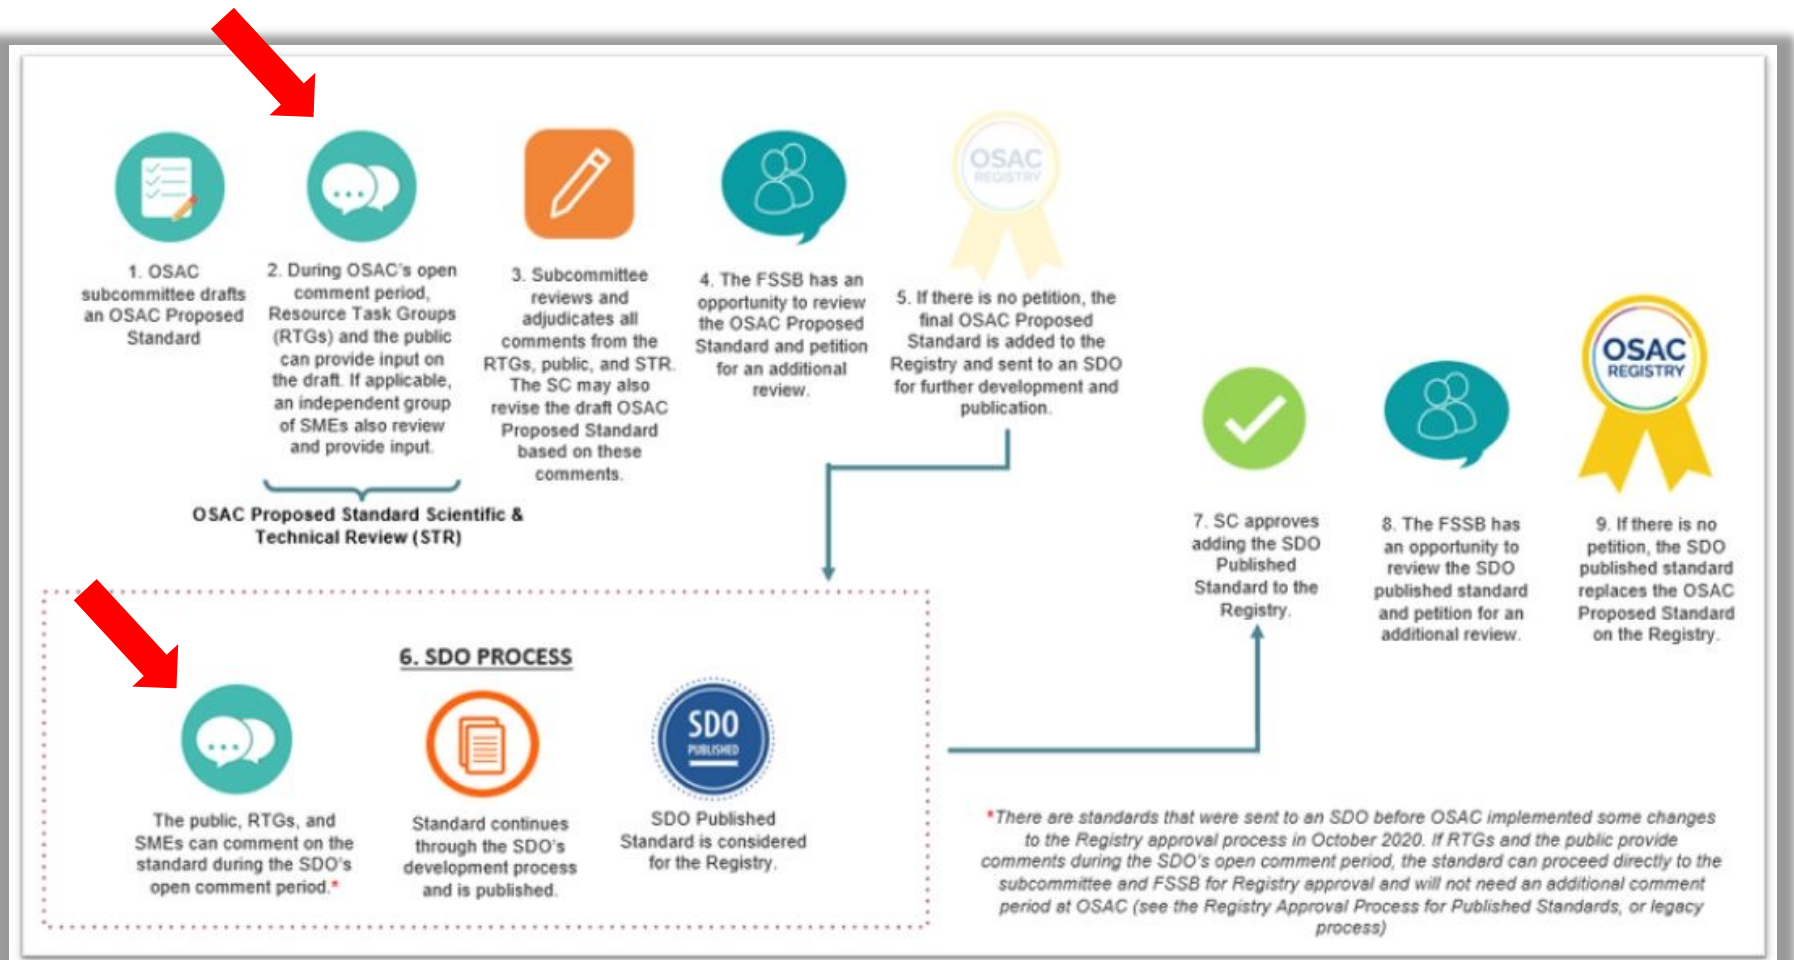 1. OSAC
subcommittee drafts
an OSAC Proposed
Standard
2. During OSAC's open
comment period,
Resource Task Groups
(RTGs) and the public
can provide input on
the draft. If applicable,
an independent group
of SMEs also review
and provide input.
OSAC Proposed Standard Scientific &
Technical Review (STR)
3. Subcommittee
reviews and
adjudicates all
comments from the
RTGs, public, and STR.
The SC may also
revise the draft OSAC
Proposed Standard
based on these
comments.
4. The FSSB has an
opportunity to review
the OSAC Proposed
Standard and petition
for an additional
review.
OSAC
REGISTRY
5. If there is no petition, the
final OSAC Proposed
Standard is added to the
Registry and sent to an SDO
for further development and
publication.
6. SDO PROCESS
The public, RTGs, and
SMEs can comment on the
standard during the SDO's
open comment period.*
Standard continues
through the SDO's
development process
and is published.
SDO
PUBLISHED
SDO Published
Standard is considered
for the Registry.
7. SC approves
adding the SDO
Published
Standard to the
Registry.
8. The FSSB has
an opportunity to
review the SDO
published standard
and petition for an
additional review.
OSAC
REGISTRY
9. If there is no
petition, the SDO
published standard
replaces the OSAC
Proposed Standard
on the Registry.
*There are standards that were sent to an SDO before OSAC implemented some changes
to the Registry approval process in October 2020. If RTGs and the public provide
comments during the SDO's open comment period, the standard can proceed directly to the
subcommittee and FSSB for Registry approval and will not need an additional comment
period at OSAC (see the Registry Approval Process for Published Standards, or legacy
process)